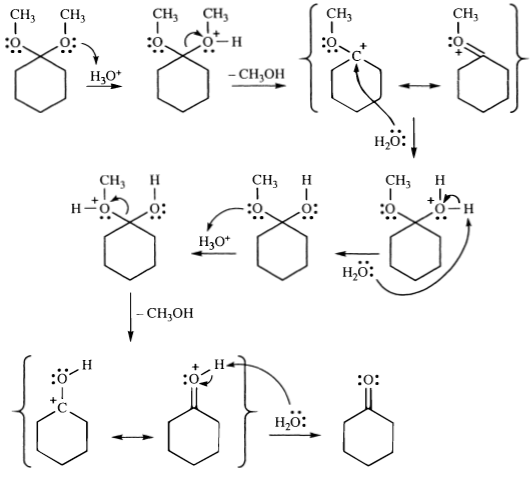 CH₃ CH₃ CH₃ CH₃ CH₃ CH₃
:O: :O: :O: :O⁺–H :O: :O⁺
H₃O⁺ – CH₃OH C⁺
H₂O:
CH₃ H CH₃ H CH₃ H
H–O⁺: :O: :O: :O: :O: :O⁺–H
H₃O⁺ H₂O:
– CH₃OH
:O–H :O⁺–H :O:
+C H₂O: